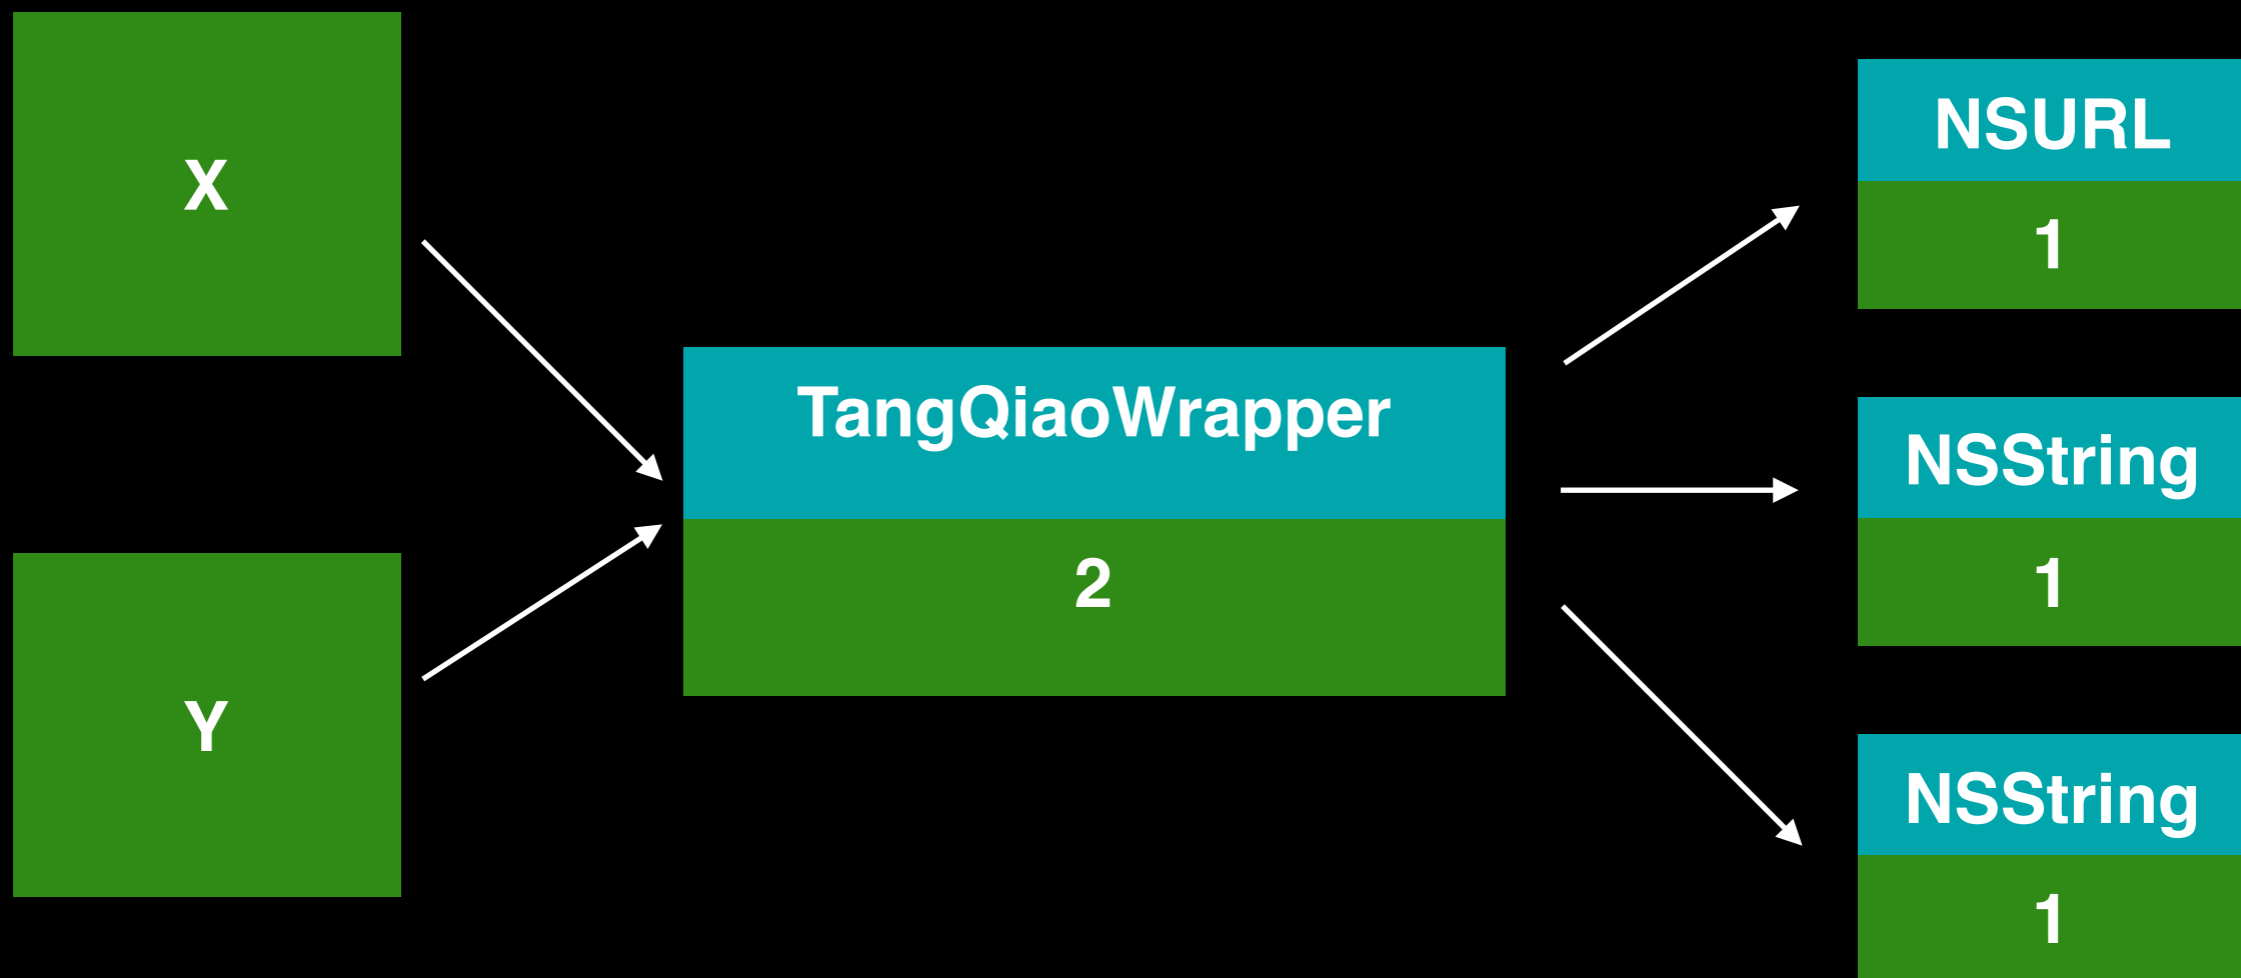 X
Y
TangQiaoWrapper
2
NSURL
1
NSString
1
NSString
1